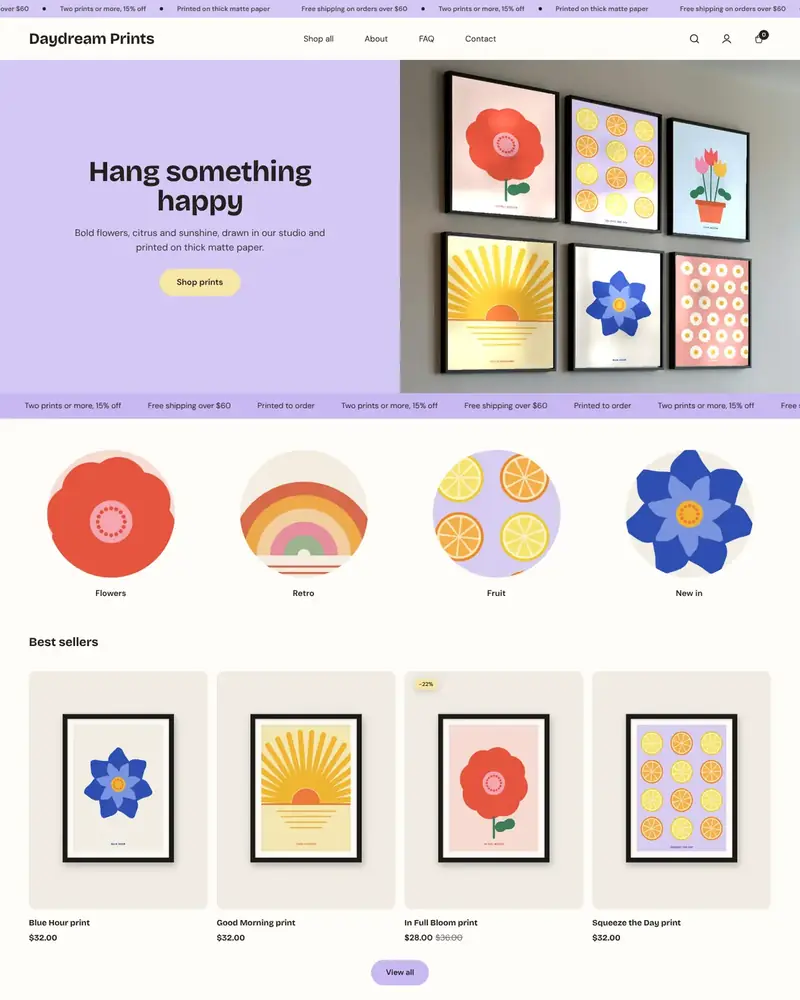 over $60 • Two prints or more, 15% off • Printed on thick matte paper Free shipping on orders over $60 • Two prints or more, 15% off • Printed on thick matte paper Free shipping on orders over $60
Daydream Prints
Shop all About FAQ Contact
0
Hang something
happy
Bold flowers, citrus and sunshine, drawn in our studio and
printed on thick matte paper.
Shop prints
Two prints or more, 15% off Free shipping over $60 Printed to order Two prints or more, 15% off Free shipping over $60 Printed to order Two prints or more, 15% off Free
Flowers Retro Fruit New in
Best sellers
-22%
Blue Hour print
$32.00
Good Morning print
$32.00
In Full Bloom print
$28.00 $36.00
Squeeze the Day print
$32.00
View all